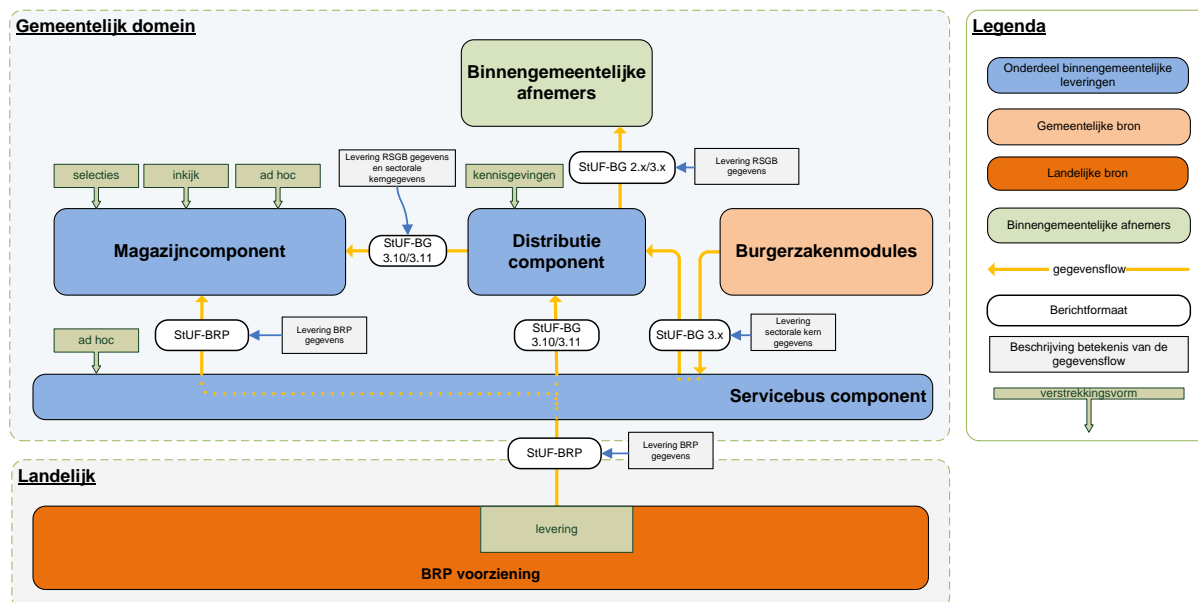 Gemeentelijk domein
Binnengemeentelijke
afnemers
Levering RSGB gegevens
en sectorale
kerngegevens
StUF-BG 2.x/3.x
Levering RSGB
gegevens
selecties
inkijk
ad hoc
kennisgevingen
Magazijncomponent
StUF-BG
3.10/3.11
Distributie
component
Burgerzakenmodules
StUF-BRP
Levering BRP
gegevens
StUF-BG
3.10/3.11
StUF-BG 3.x
Levering
sectorale kern
gegevens
ad hoc
Servicebus component
StUF-BRP
Levering BRP
gegevens
Landelijk
levering
BRP voorziening
Legenda
Onderdeel binnengemeentelijke
leveringen
Gemeentelijke bron
Landelijke bron
Binnengemeentelijke afnemers
gegevensflow
Berichtformaat
Beschrijving betekenis van de
gegevensflow
verstrekkingsvorm